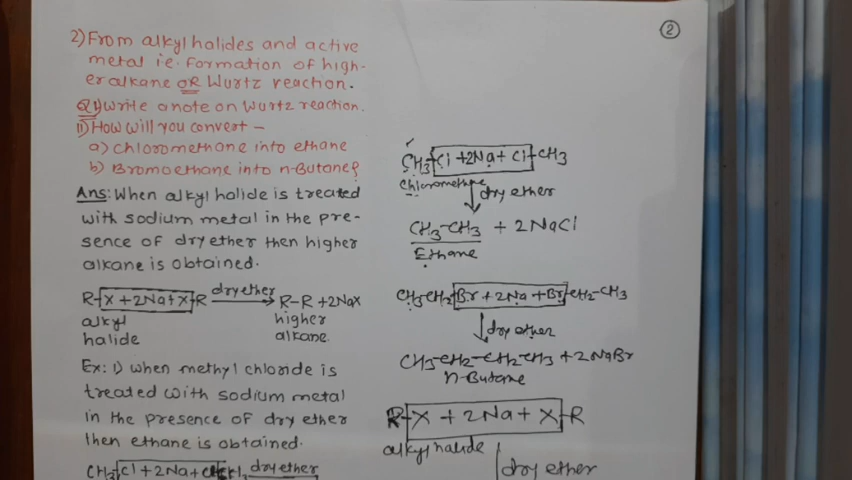 2
2) From alkyl halides and active
metal i.e. formation of high-
er alkane OR Wurtz reaction.
Q1) Write a note on Wurtz reaction.
II) How will you convert –
a) Chloromethane into ethane
b) Bromoethane into n-Butane?
Ans: When alkyl halide is treated
with sodium metal in the pre-
sence of dry ether then higher
alkane is obtained.
R-X + 2Na + X-R dry ether → R-R + 2NaX
alkyl halide higher alkane.
Ex: 1) When methyl chloride is
treated with sodium metal
in the presence of dry ether
then ethane is obtained.
CH3-Cl + 2Na + dry ether
CH3-Cl + 2Na + Cl-CH3
Chloromethane
↓ dry ether
CH3-CH3 + 2NaCl
Ethane
CH3-CH2-Br + 2Na + Br-CH2-CH3
↓ dry ether
CH3-CH2-CH2-CH3 + 2NaBr
n-Butane
R-X + 2Na + X-R
alkyl halide
dry ether